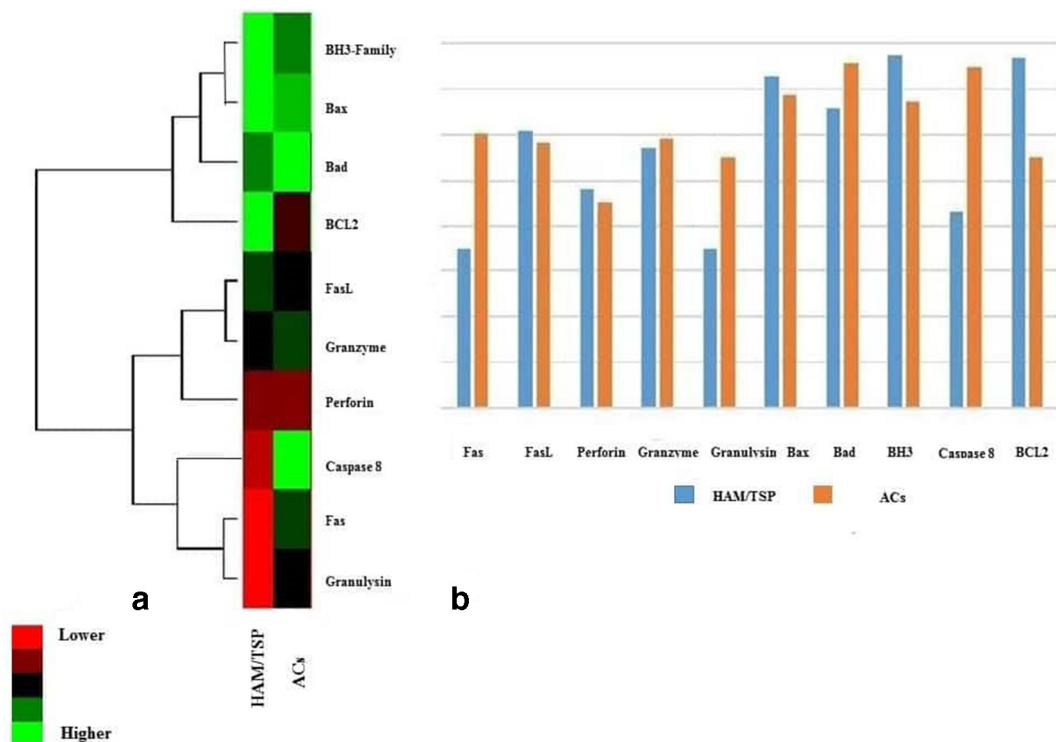 BH3-Family
Bax
Bad
BCL2
FasL
Granzyme
Perforin
Caspase 8
Fas
Granulysin
a
HAM/TSP
ACs
Lower
Higher
Fas FasL Perforin Granzyme Granulysin Bax Bad BH3 Caspase 8 BCL2
HAM/TSP ACs
b